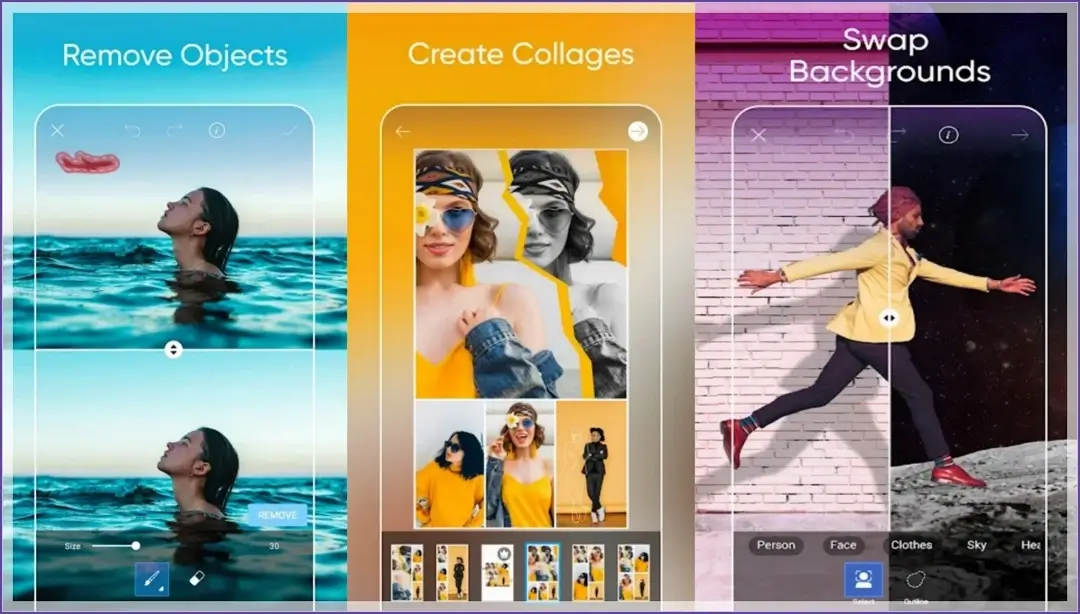 Remove Objects
REMOVE
Size
30
Create Collages
Swap
Backgrounds
Person
Face
Clothes
Sky
Hea
Select
Outline